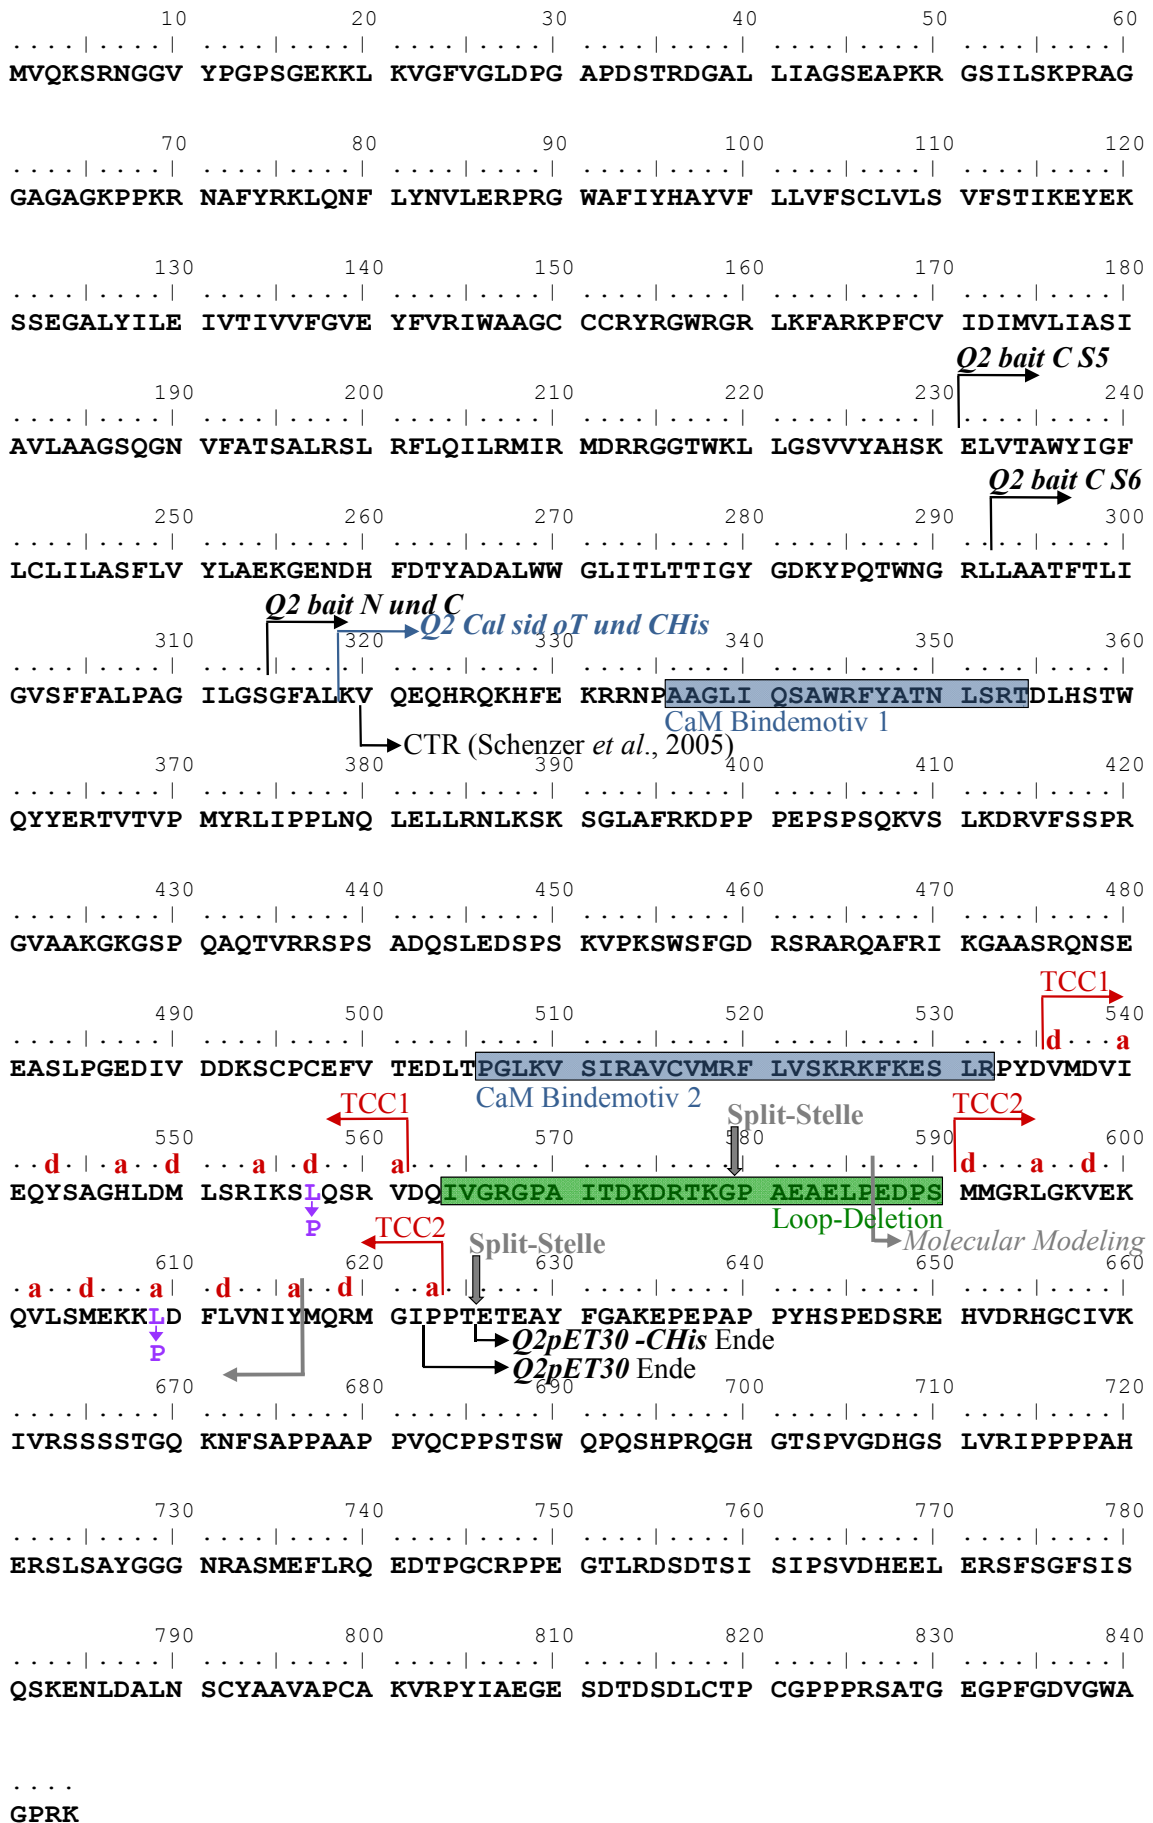 10 20 30 40 50 60
....|....| ....|....| ....|....| ....|....| ....|....| ....|....|
MVQKSRNGGV YPGPSGEKKL KVGFVGLDPG APDSTRDGAL LIAGSEAPKR GSILSKPRAG
70 80 90 100 110 120
....|....| ....|....| ....|....| ....|....| ....|....| ....|....|
GAGAGKPPKR NAFYRKLQNF LYNVLERPRG WAFIYHAYVF LLVFSCLVLS VFSTIKEYEK
130 140 150 160 170 180
....|....| ....|....| ....|....| ....|....| ....|....| ....|....|
SSEGALYILE IVTIVVFGVE YFVRIWAAGC CCRYRGWRGR LKFARKPFCV IDIMVLIASI
Q2 bait C S5
190 200 210 220 230 240
....|....| ....|....| ....|....| ....|....| ....|....| ....|....|
AVLAAGSQGN VFATSALRSL RFLQILRMIR MDRRGGTWKL LGSVVYAHSK ELVTAWYIGF
Q2 bait C S6
250 260 270 280 290 300
....|....| ....|....| ....|....| ....|....| ....|....| ....|....|
LCLILASFLV YLAEKGENDH FDTYADALWW GLITLTTIGY GDKYPQTWNG RLLAATFTLI
Q2 bait N und C
Q2 Cal sid oT und CHis
310 320 330 340 350 360
....|....| ....|....| ....|....| ....|....| ....|....| ....|....|
GVSFFALPAG ILGSGFALKV QEQHRQKHFE KRRNPAAGLI QSAWRFYATN LSRTDLHSTW
CaM Bindemotiv 1
CTR (Schenzer et al., 2005)
370 380 390 400 410 420
....|....| ....|....| ....|....| ....|....| ....|....| ....|....|
QYYERTVTVP MYRLIPPLNQ LELLRNLKSK SGLAFRKDPP PEPSPSQKVS LKDRVFSSPR
430 440 450 460 470 480
....|....| ....|....| ....|....| ....|....| ....|....| ....|....|
GVAAKGKGSP QAQTVRRSPS ADQSLEDSPS KVPKSWSFGD RSRARQAFRI KGAASRQNSE
TCC1
490 500 510 520 530 540
....|....| ....|....| ....|....| ....|....| ....|....| ....|.d...a
EASLPGEDIV DDKSCPCEFV TEDLTPGLKV SIRAVCVMRF LVSKRKFKES LRPYDVMDVI
CaM Bindemotiv 2
TCC1 Split-Stelle TCC2
550 560 570 580 590 600
..d...a..d ...a..d... .a..|....| ....|....| ....|....| .d...a..d.
EQYSAGHLDM LSRIKSLQSR VDQIVGRGPA ITDKDRTKGP AEAELPEDPS MMGRLGKVEK
P Loop-Deletion
TCC2 Split-Stelle Molecular Modeling
610 620 630 640 650 660
.a..d...a. ..d...a..d. ..a.|....| ....|....| ....|....| ....|....|
QVLSMEKKLD FLVNIYMQRM GIPPTETEAY FGAKEPEPAP PYHSPEDSRE HVDRHGCIVK
P Q2pET30 -CHis Ende
Q2pET30 Ende
670 680 690 700 710 720
....|....| ....|....| ....|....| ....|....| ....|....| ....|....|
IVRSSSSTGQ KNFSAPPAAP PVQCPPSTSW QPQSHPRQGH GTSPVGDHGS LVRIPPPPAH
730 740 750 760 770 780
....|....| ....|....| ....|....| ....|....| ....|....| ....|....|
ERSLSAYGGG NRASMEFLRQ EDTPGCRPPE GTLRDSDTSI SIPSVDHEEL ERSFSGFSIS
790 800 810 820 830 840
....|....| ....|....| ....|....| ....|....| ....|....| ....|....|
QSKENLDALN SCYAAVAPCA KVRPYIAEGE SDTDSDLCTP CGPPPRSATG EGPFGDVGWA
....
GPRK